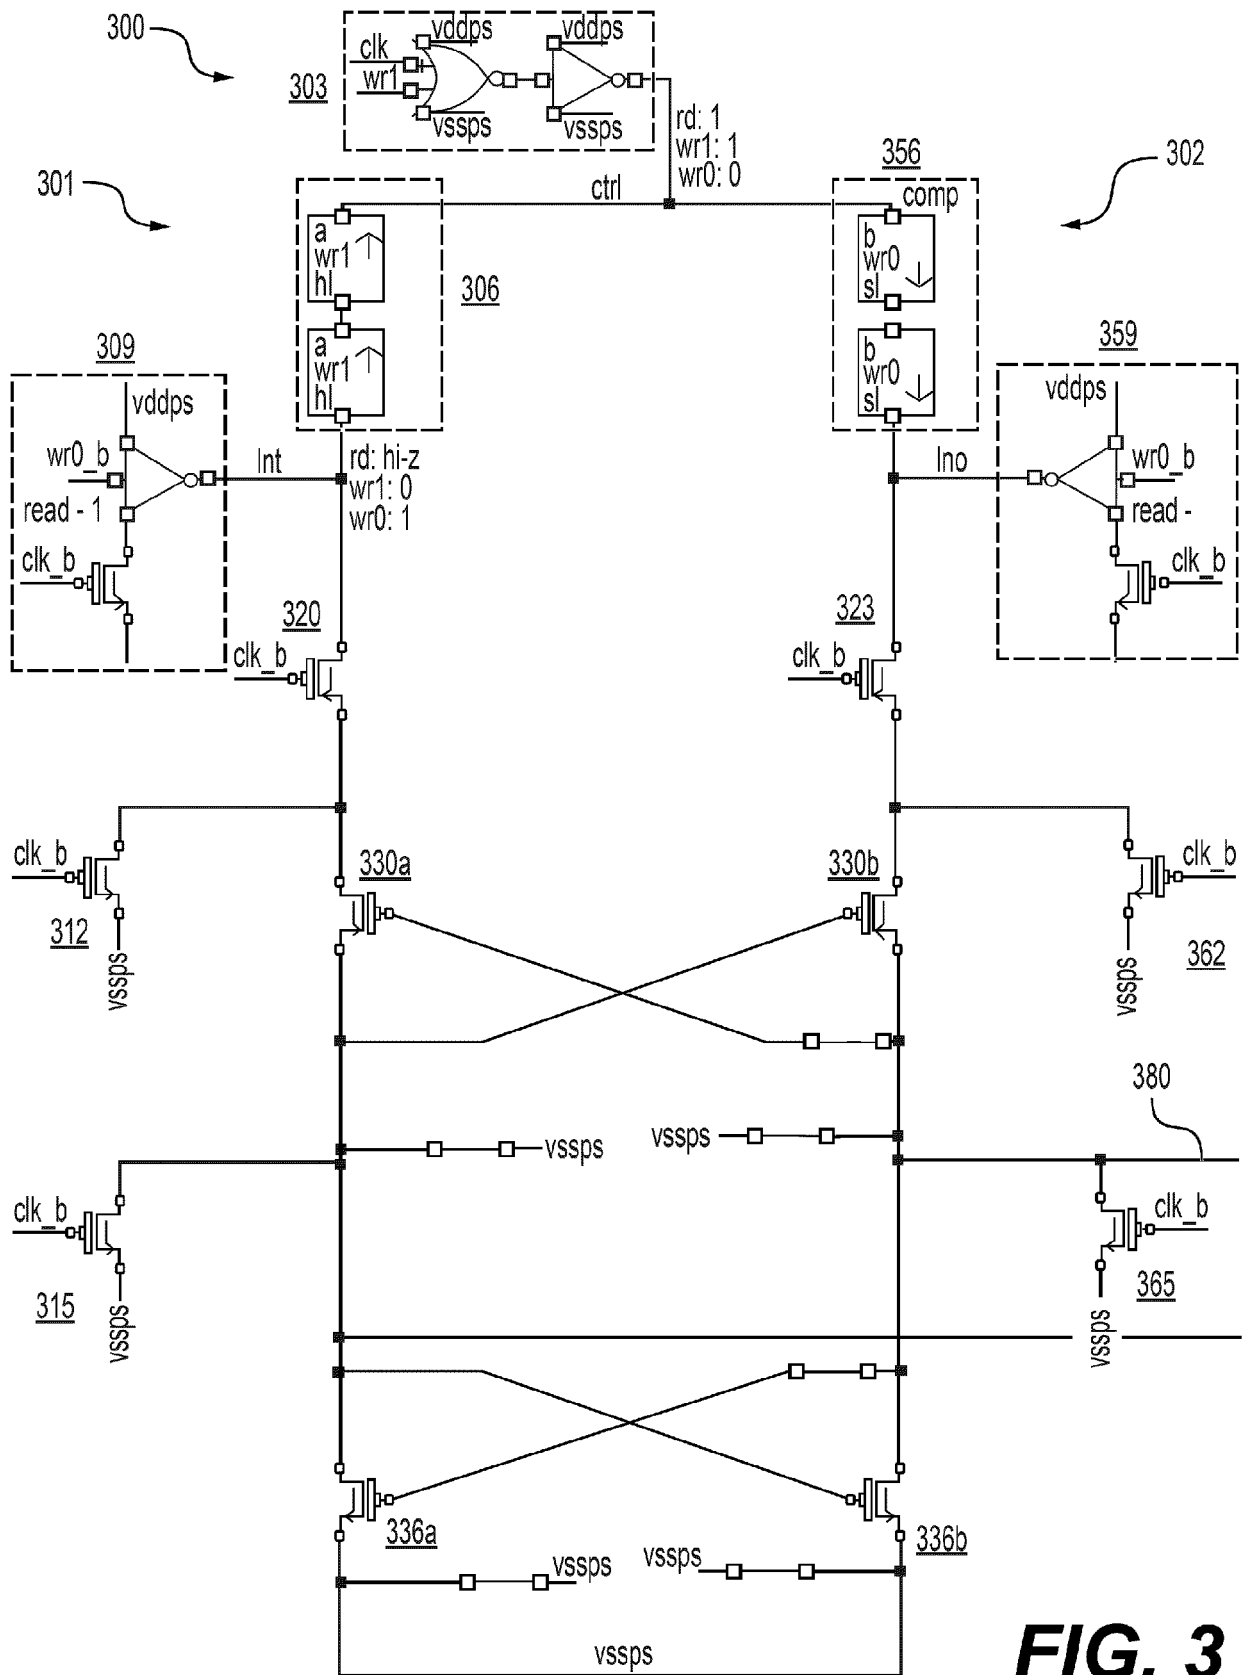 300
303
clk
wr1
vddps
vssps
vddps
vssps
rd: 1
wr1: 1
wr0: 0
ctrl
301
302
356
comp
a
wr1
hl
a
wr1
hl
306
b
wr0
sl
b
wr0
sl
309
vddps
wr0_b
read - 1
clk_b
Int
rd: hi-z
wr1: 0
wr0: 1
Ino
359
vddps
wr0_b
read -
clk_b
320
clk_b
323
clk_b
clk_b
312
vssps
330a
330b
clk_b
362
vssps
380
vssps
vssps
clk_b
315
vssps
clk_b
365
vssps
336a
336b
vssps
vssps
vssps
FIG. 3